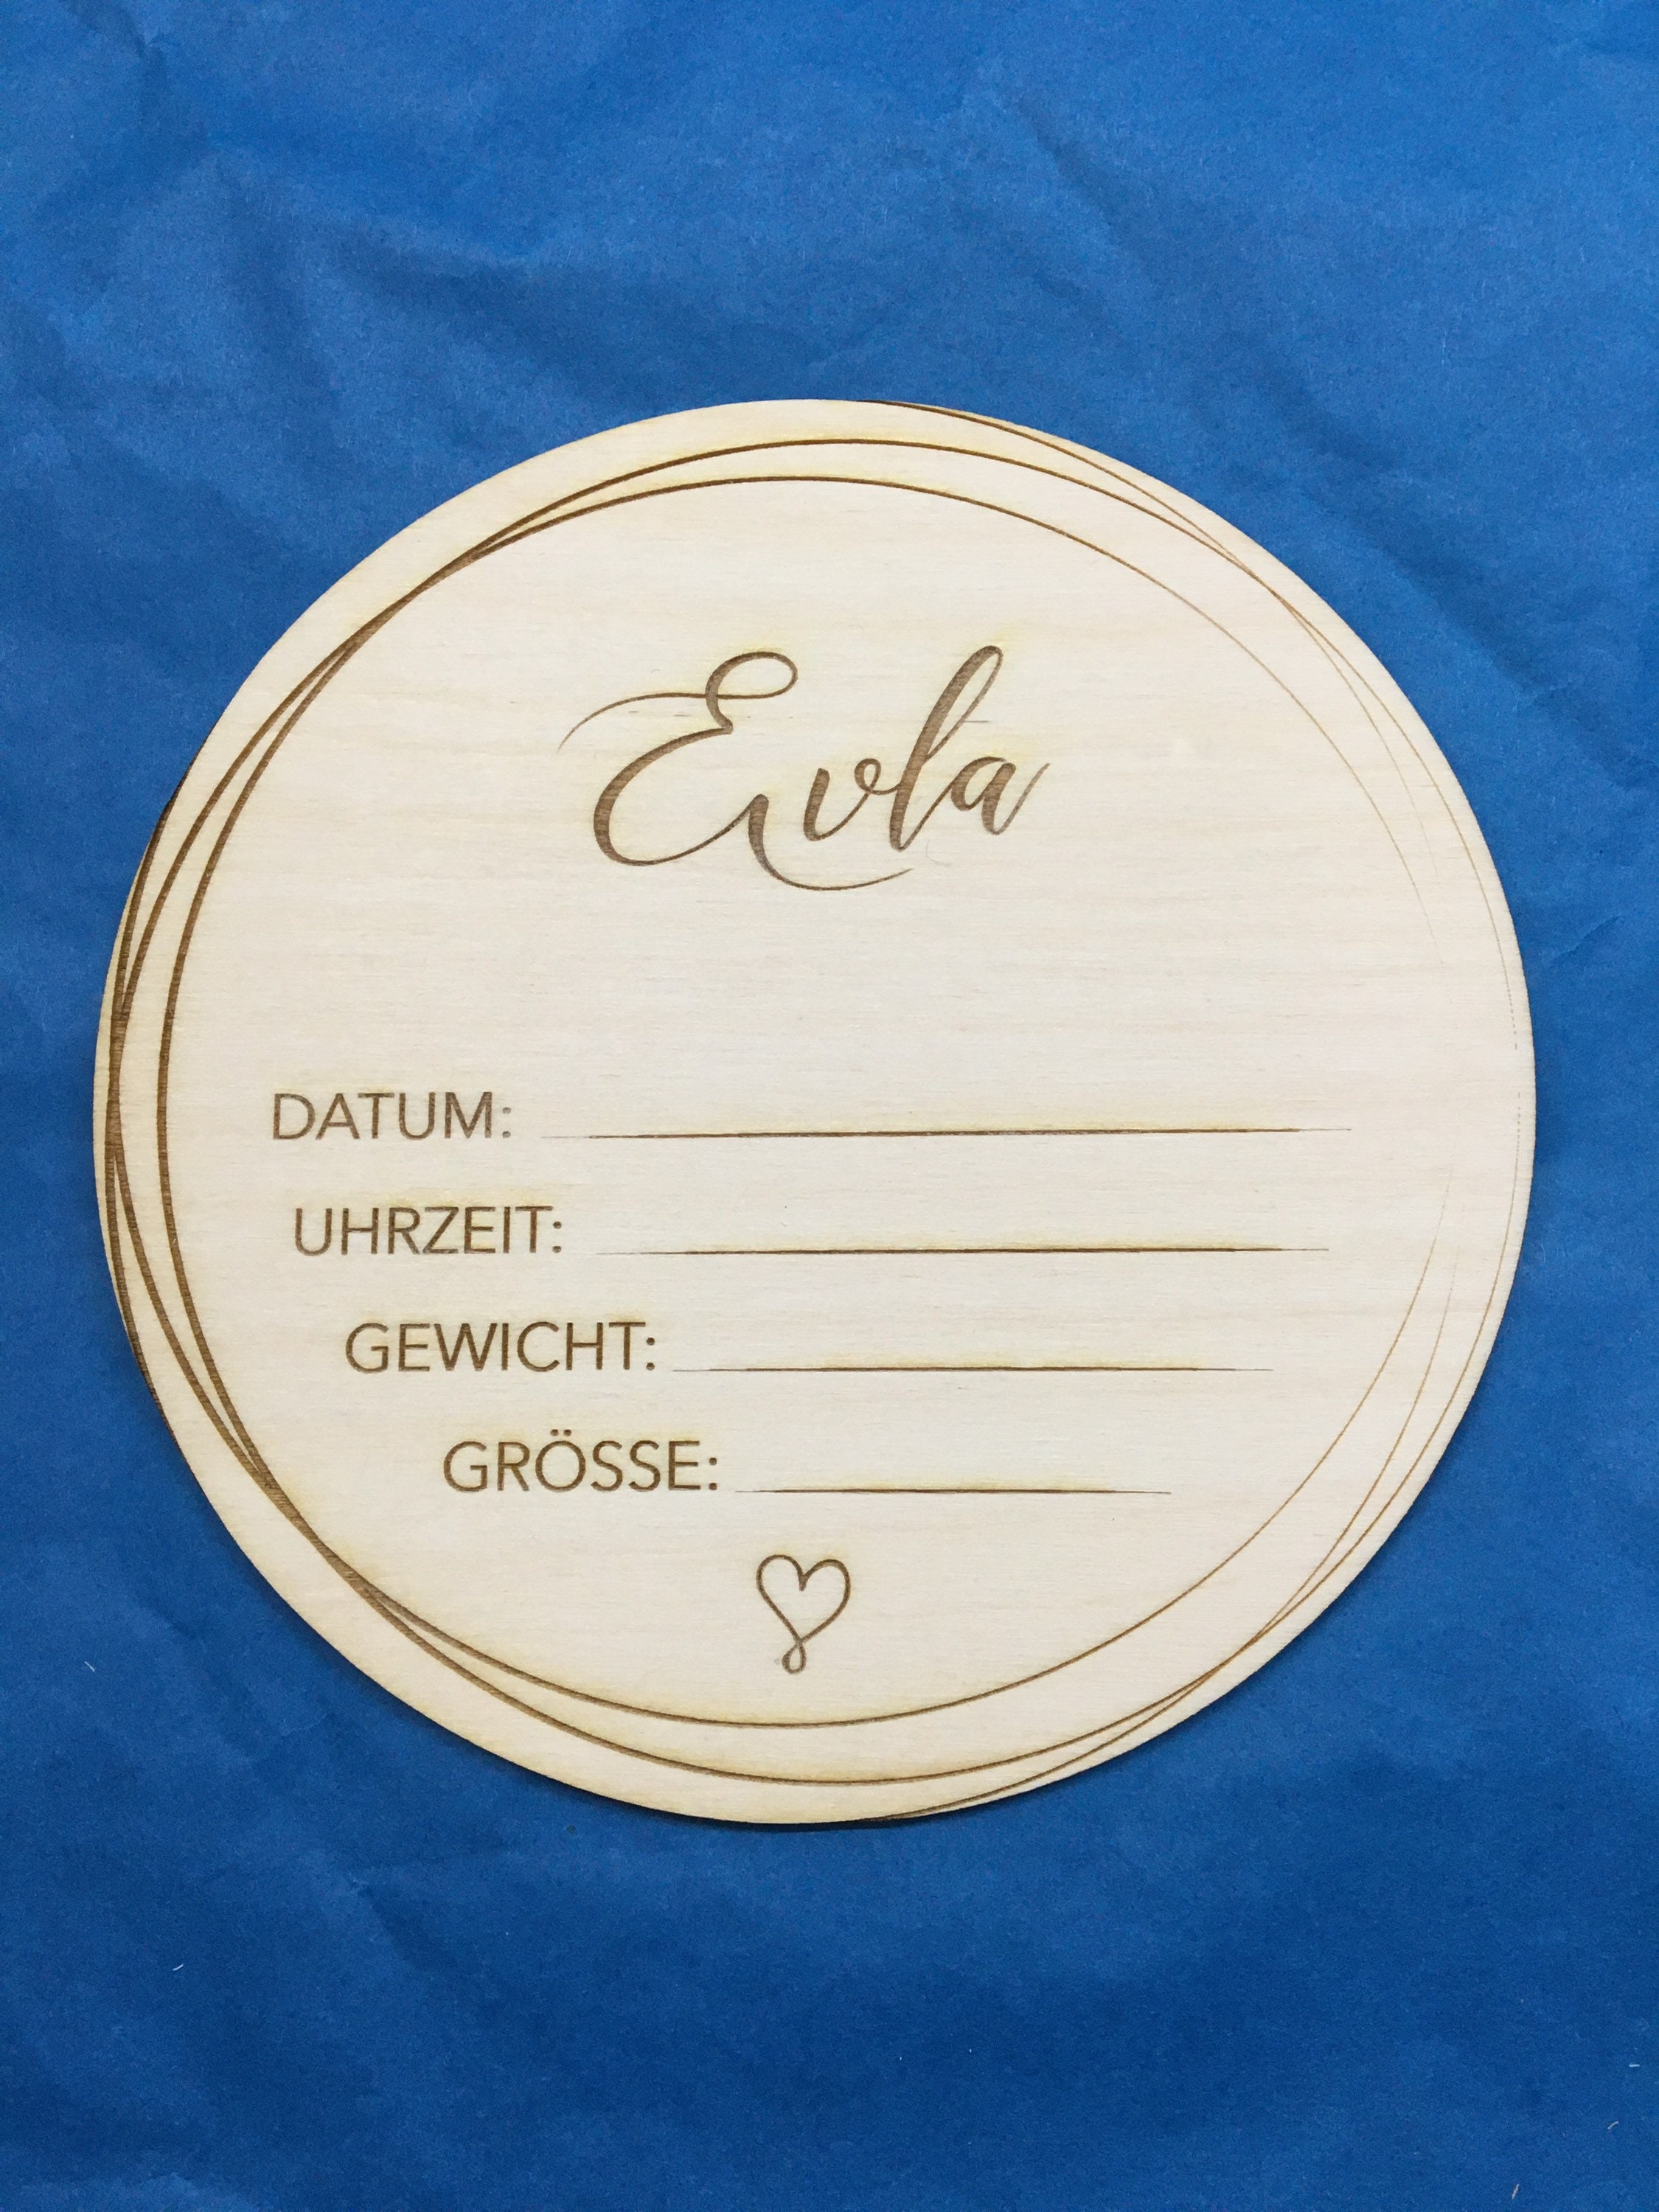 Evla
DATUM:
UHRZEIT:
GEWICHT:
GRÖSSE: